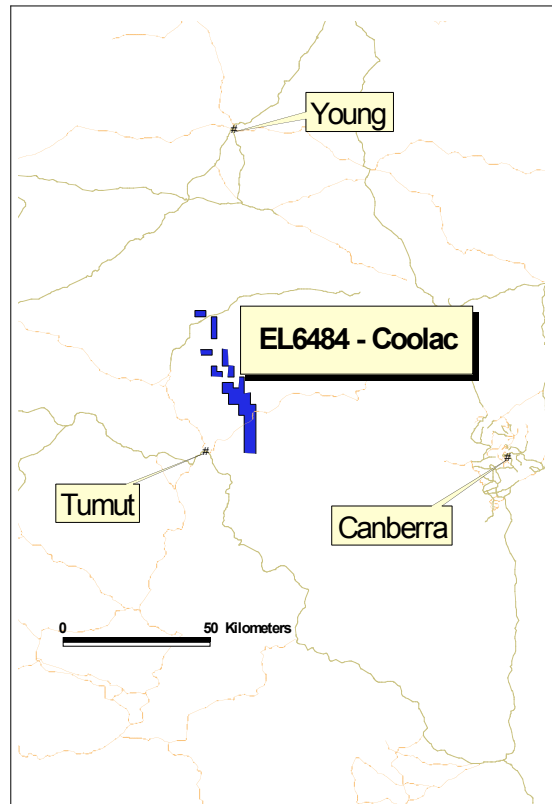 #
Young
EL6484 - Coolac
#
#
Tumut
Canberra
0 50 Kilometers